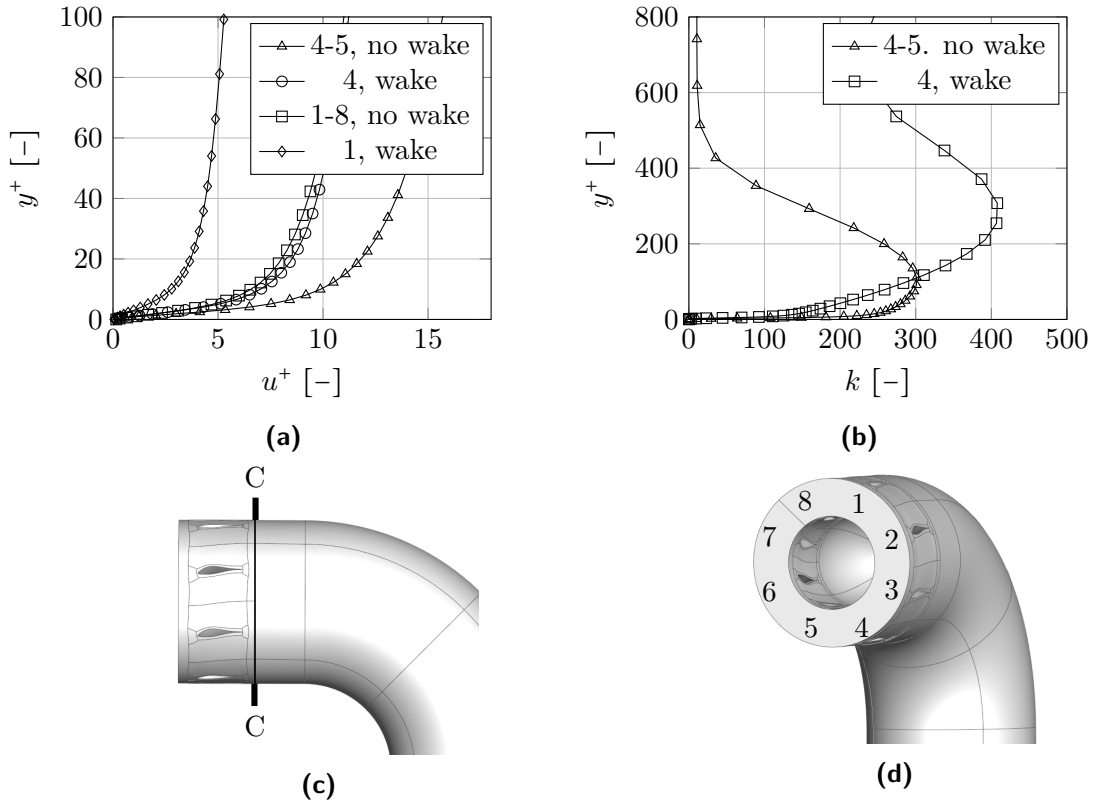 100
80
60
40
20
0
y⁺ [−]
0 5 10 15
u⁺ [−]
4-5, no wake
4, wake
1-8, no wake
1, wake
(a)
800
600
400
200
0
y⁺ [−]
0 100 200 300 400 500
k [−]
4-5. no wake
4, wake
(b)
C
C
(c)
8 1
7 2
6 3
5 4
(d)